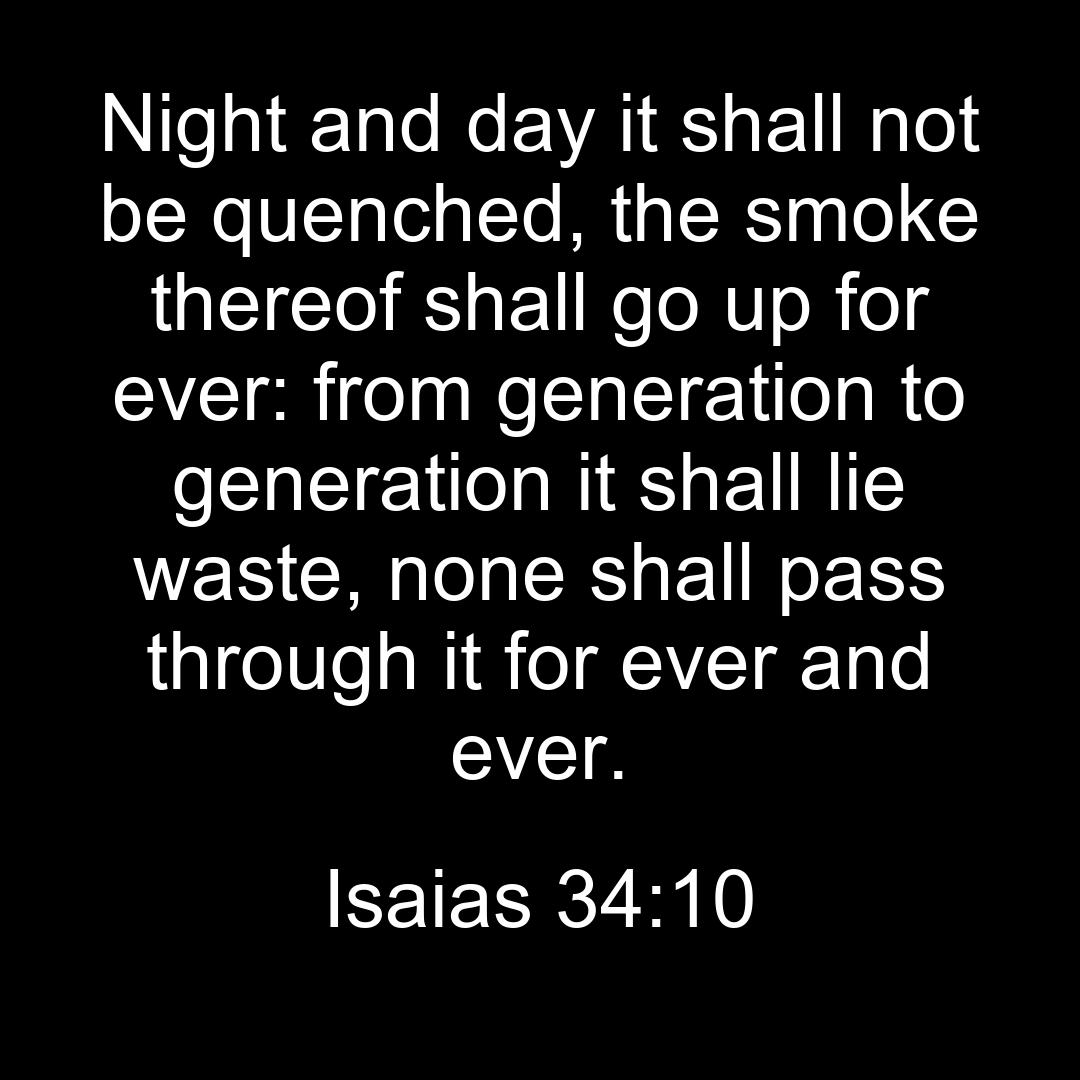 Night and day it shall not
be quenched, the smoke
thereof shall go up for
ever: from generation to
generation it shall lie
waste, none shall pass
through it for ever and
ever.
Isaias 34:10